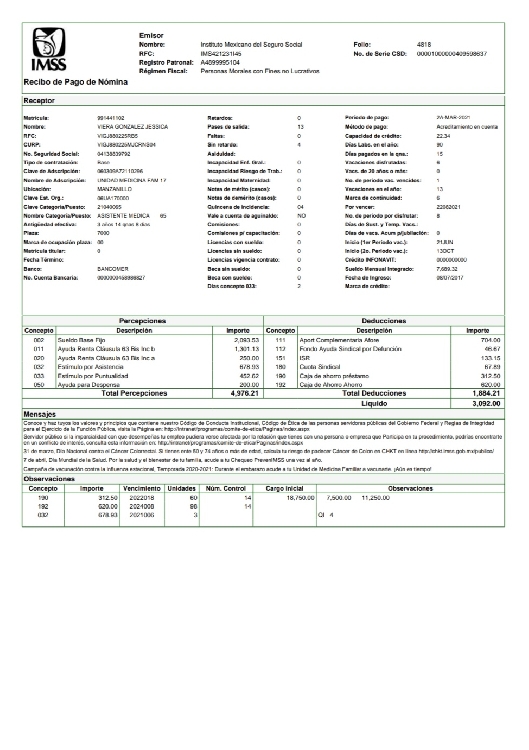 Emisor
Nombre: Instituto Mexicano del Seguro Social Folio: 4818
RFC: IMS421231I45 No. de Serie CSD: 00001000000409598637
Registro Patronal: A4899995104
Régimen Fiscal: Personas Morales con Fines no Lucrativos
IMSS
Recibo de Pago de Nómina
Receptor
Matrícula: 991441102 Retardos: 0 Periodo de pago: 2A-MAR-2021
Nombre: VIERA GONZALEZ JESSICA Pases de salida: 13 Método de pago: Acreditamiento en cuenta
RFC: VIGJ880225RB5 Faltas: 0 Capacidad de crédito: 22.34
CURP: VIGJ880225MJCRNS04 Sin retardo: 4 Días Labs. en el año: 90
No. Seguridad Social: 04138839792 Asiduidad: Días pagados en la qna.: 15
Tipo de contratación: Base Incapacidad Enf. Gral.: 0 Vacaciones disfrutadas: 6
Clave de Adscripción: Incapacidad Riesgo de Trab.: 0 Vacs. de 20 años o más: 0
Nombre de Adscripción: UNIDAD MEDICINA FAM 17 Incapacidad Maternidad: 0 No. de periodo vac. vencidos: 1
Ubicación: MANZANILLO Notas de mérito (casos): 0 Vacaciones en el año: 13
Clave Est. Org.: 06UA170000 Notas de demérito (casos): 0 Marca de continuidad: 6
Clave Categoría/Puesto: 21040065 Quincena de Incidencia: 04 Por vencer: 22062021
Nombre Categoría/Puesto: ASISTENTE MEDICA 65 Vale a cuenta de aguinaldo: NO No. de periodo por disfrutar: 8
Antigüedad efectiva: 3 años 14 qnas 8 días Comisiones: 0 Días de Sust. y Temp. Vacs.:
Plaza: 7000 Comisiones p/ capacitación: 0 Días de vacs. Acum p/jubilación: 0
Marca de ocupación plaza: 00 Licencias con sueldo: 0 Inicio (1er Periodo vac.): 21JUN
Matrícula titular: 0 Licencias sin sueldo: 0 Inicio (2o. Periodo vac.): 13OCT
Fecha Término: Licencias vigencia contrato: 0 Crédito INFONAVIT: 0000000000
Banco: BANCOMER Beca sin sueldo: 0 Sueldo Mensual Integrado: 7,689.32
No. Cuenta Bancaria: Beca con sueldo: 0 Fecha de Ingreso: 08/07/2017
Días concepto 033: 2 Marca de crédito:
Percepciones Deducciones
Concepto Descripción Importe Concepto Descripción Importe
002 Sueldo Base Fijo 2,093.53 111 Aport Complementaria Afore 704.00
011 Ayuda Renta Cláusula 63 Bis Inc b 1,301.13 112 Fondo Ayuda Sindical por Defunción 46.67
020 Ayuda Renta Cláusula 63 Bis Inc a 250.00 151 ISR 133.15
032 Estímulo por Asistencia 678.93 180 Cuota Sindical 67.89
033 Estímulo por Puntualidad 452.62 190 Caja de ahorro préstamo 312.50
050 Ayuda para Despensa 200.00 192 Caja de Ahorro Ahorro 620.00
Total Percepciones 4,976.21 Total Deducciones 1,884.21
Líquido 3,092.00
Mensajes
Conoce y haz tuyos los valores y principios que contiene nuestro Código de Conducta Institucional, Código de Ética de las personas servidoras públicas del Gobierno Federal y Reglas de Integridad
para el Ejercicio de la Función Pública, visita la Página en: http://intranet/programas/comite-de-etica/Pagines/index.aspx
Servidor público si la imparcialidad con que desempeñas tu empleo pudiera verse afectada por la relación que tienes con una persona o empresa que Participa en tu procedimiento, podrías encontrarte
en un conflicto de interés, consulta esta información en: http://intranet/programas/comite-de-etica/Paginas/index.aspx
31 de marzo, Día Nacional contra el Cáncer Colorrectal. Si tienes entre 50 y 74 años o más de edad, calcula tu riesgo de padecer Cáncer de Colon en CHKT en línea http:/chkt.imss.gob.mx/public/
7 de abril. Día Mundial de la Salud. Por la salud y el bienestar de tu familia, acude a tu Chequeo PrevenIMSS una vez al año.
Campaña de vacunación contra la influenza estacional, Temporada 2020-2021: Durante el embarazo acude a tu Unidad de Medicina Familiar a vacunarte ¡Aún es tiempo!
Observaciones
Concepto Importe Vencimiento Unidades Núm. Control Cargo Inicial Observaciones
190 312.50 2022018 60 14 18,750.00 7,500.00 11,250.00
192 620.00 2024006 96 14
032 678.93 2021006 3 QI 4